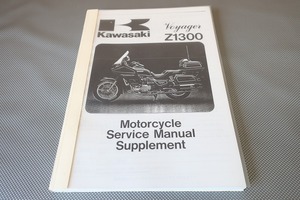 Kawasaki
Voyager
Z1300
Motorcycle
Service Manual
Supplement